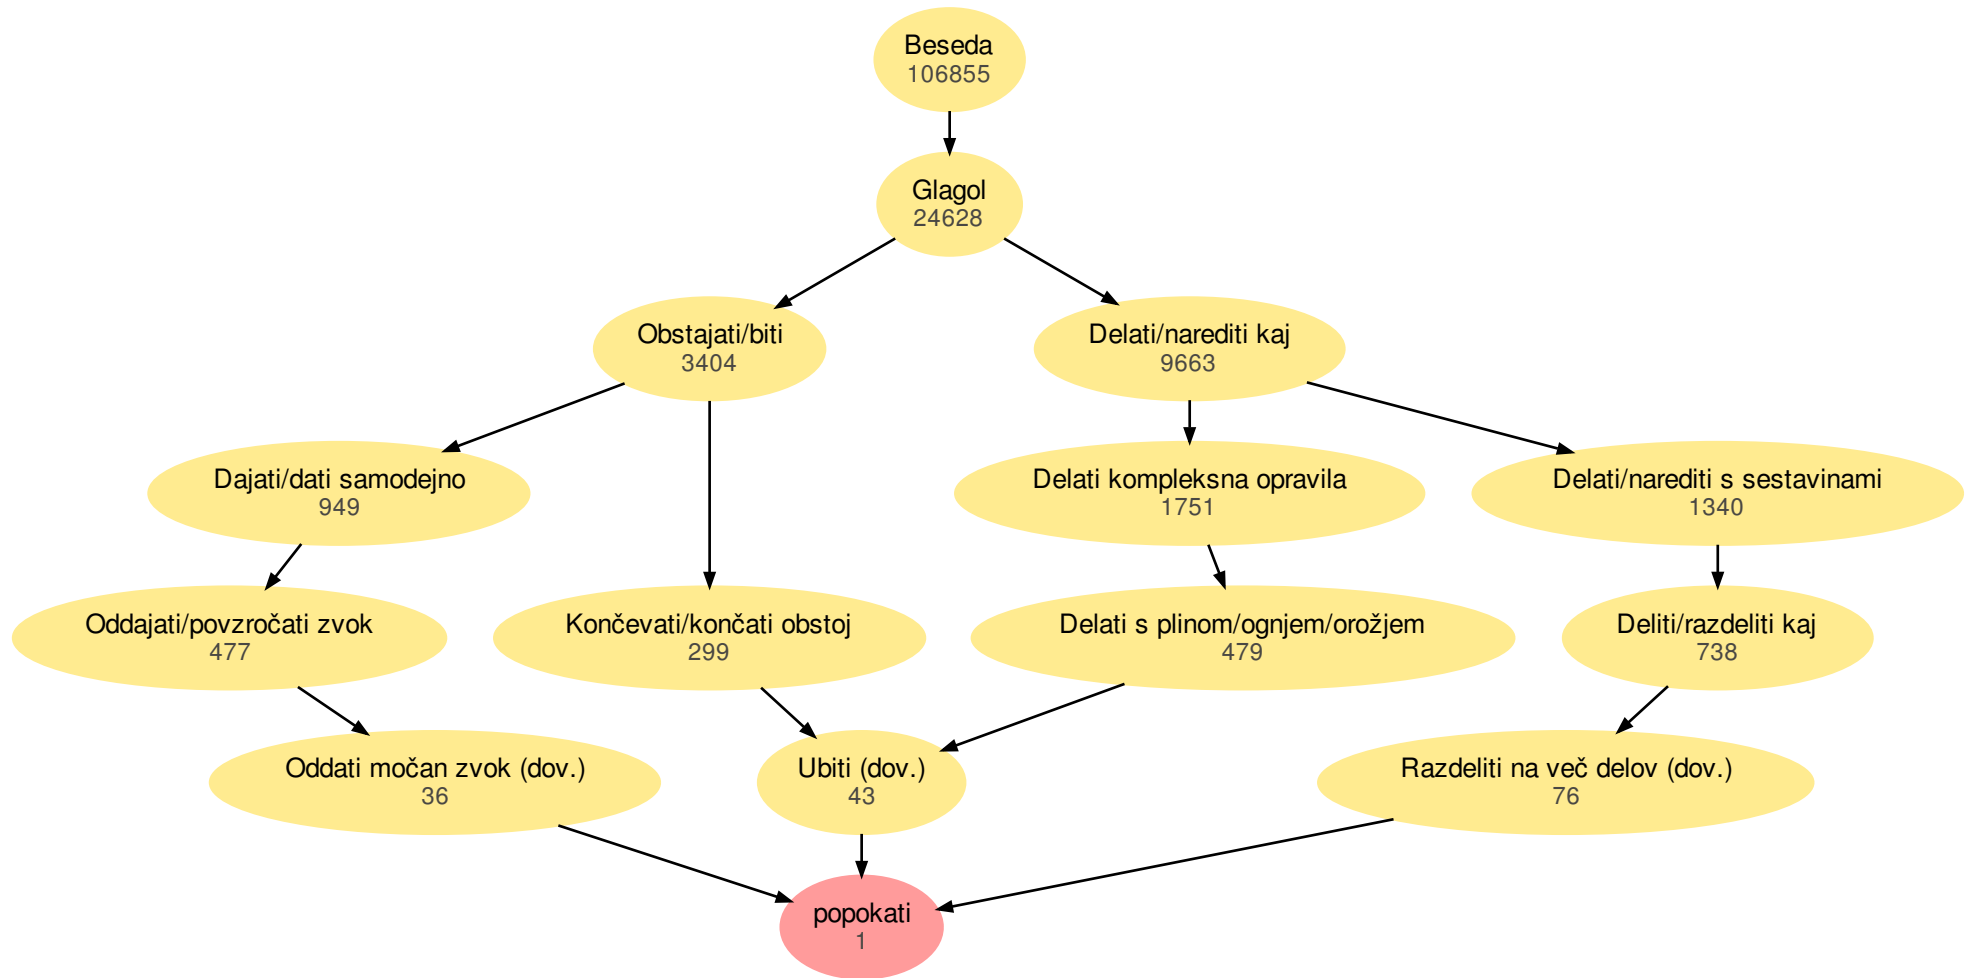 Beseda
106855
Glagol
24628
Obstajati/biti
3404
Delati/narediti kaj
9663
Dajati/dati samodejno
949
Delati kompleksna opravila
1751
Delati/narediti s sestavinami
1340
Oddajati/povzročati zvok
477
Končevati/končati obstoj
299
Delati s plinom/ognjem/orožjem
479
Deliti/razdeliti kaj
738
Oddati močan zvok (dov.)
36
Ubiti (dov.)
43
Razdeliti na več delov (dov.)
76
popokati
1